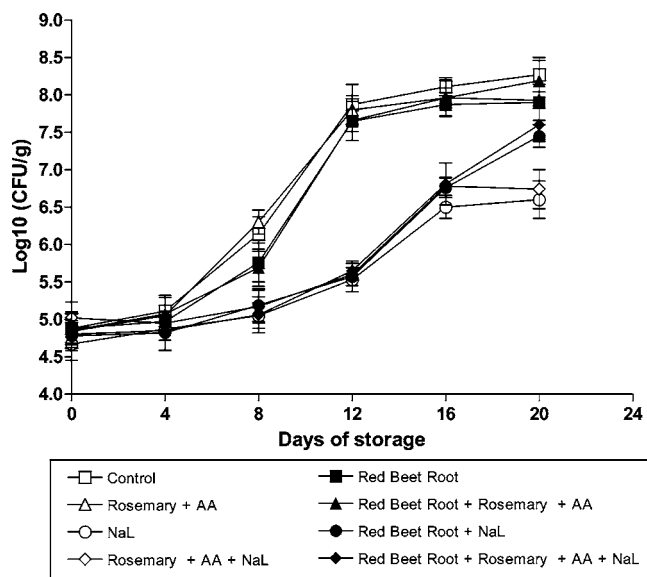 Log10 (CFU/g)
9.0
8.5
8.0
7.5
7.0
6.5
6.0
5.5
5.0
4.5
4.0
0 4 8 12 16 20 24
Days of storage
Control
Rosemary + AA
NaL
Rosemary + AA + NaL
Red Beet Root
Red Beet Root + Rosemary + AA
Red Beet Root + NaL
Red Beet Root + Rosemary + AA + NaL